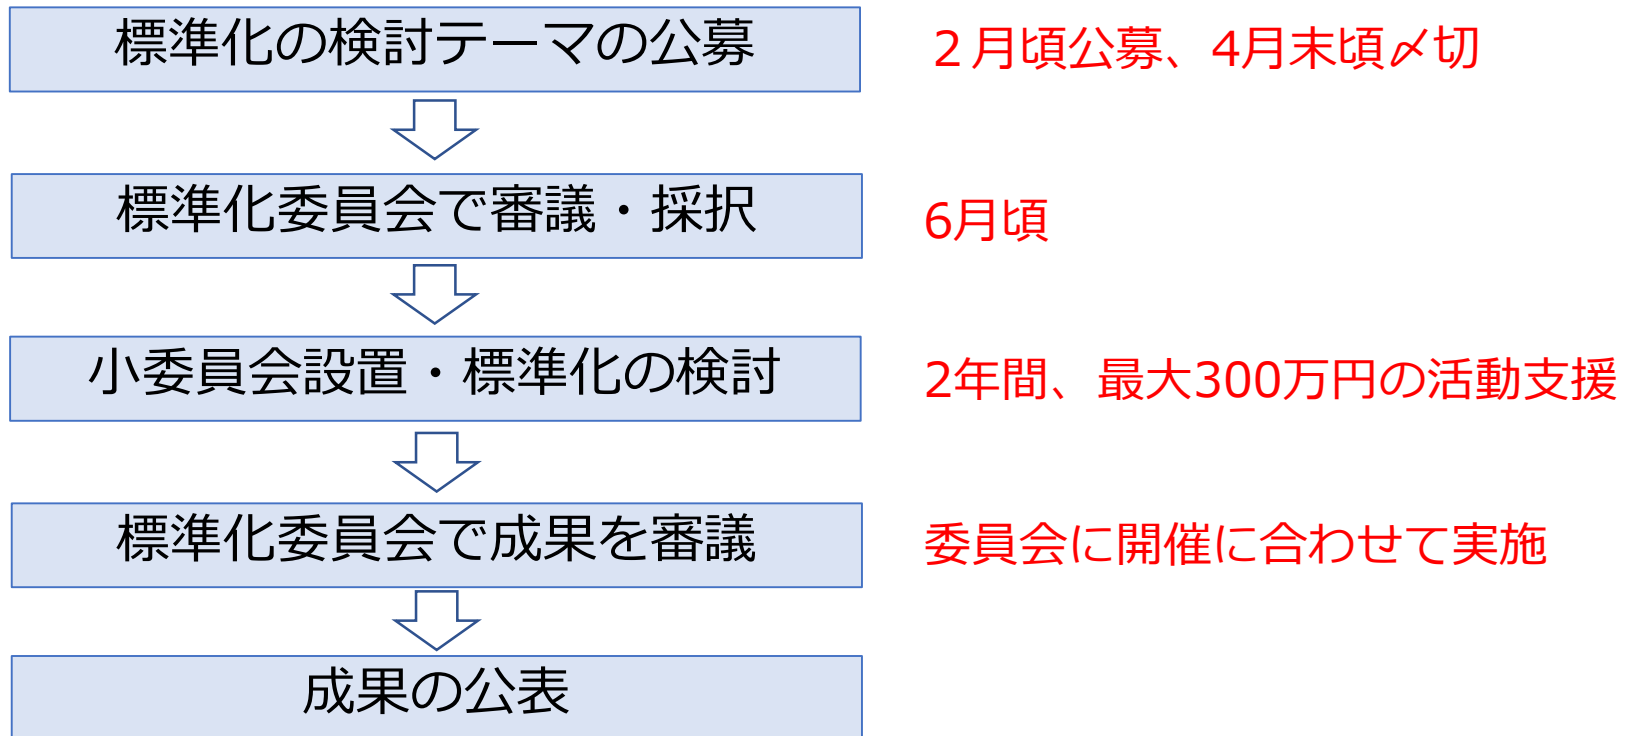 標準化の検討テーマの公募
２月頃公募、4月末頃〆切
標準化委員会で審議・採択
6月頃
小委員会設置・標準化の検討
2年間、最大300万円の活動支援
標準化委員会で成果を審議
委員会に開催に合わせて実施
成果の公表